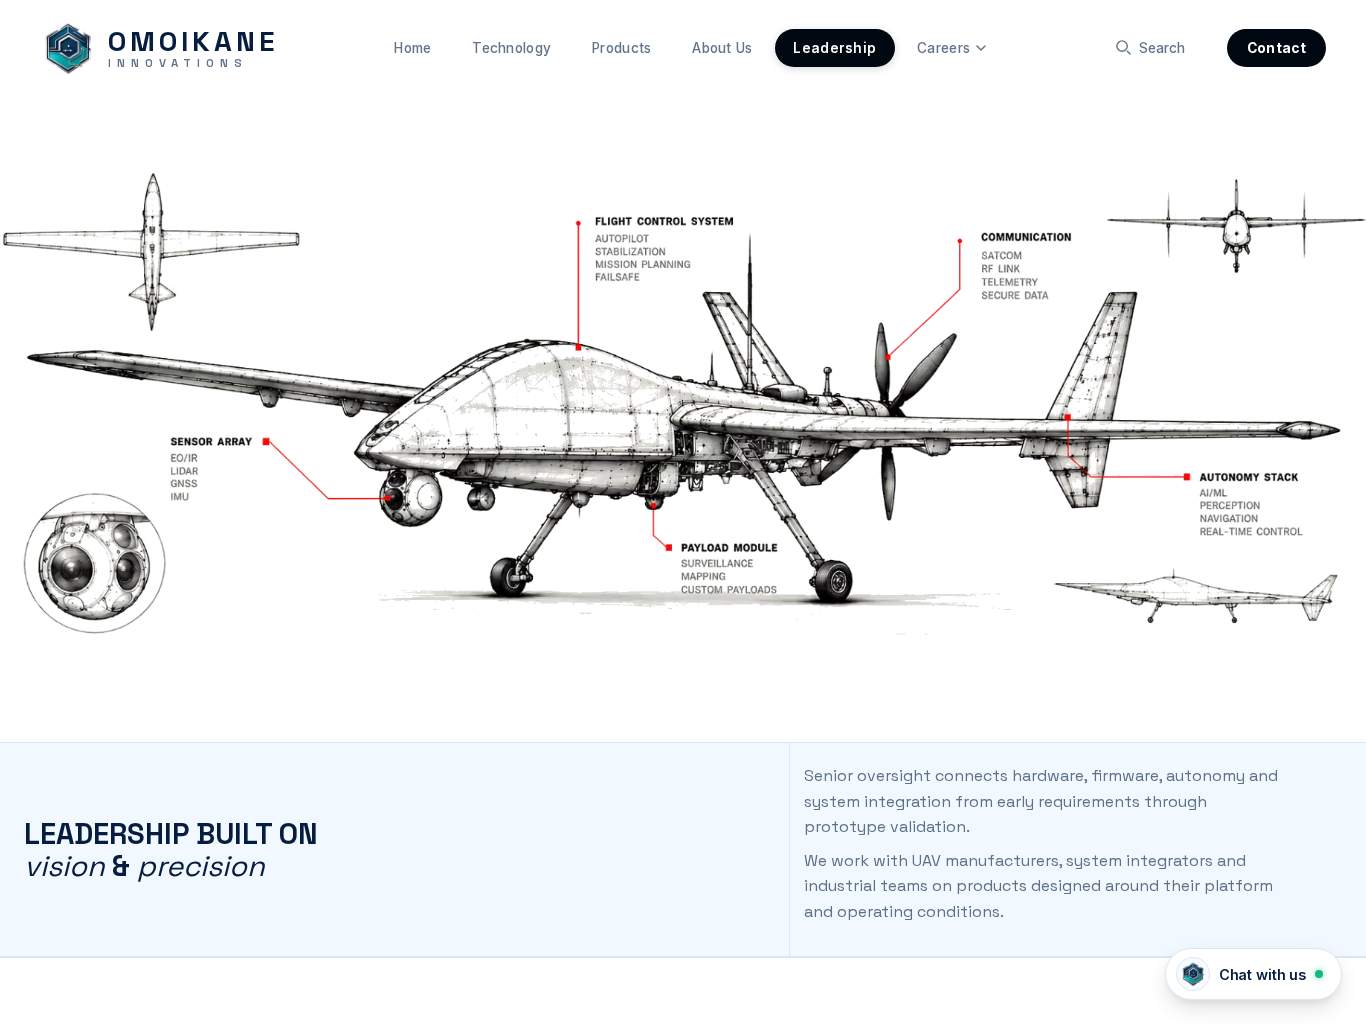 OMOIKANE
INNOVATIONS
Home
Technology
Products
About Us
Leadership
Careers
Search
Contact
FLIGHT CONTROL SYSTEM
AUTOPILOT
STABILIZATION
MISSION PLANNING
FAILSAFE
COMMUNICATION
SATCOM
RF LINK
TELEMETRY
SECURE DATA
SENSOR ARRAY
EO/IR
LIDAR
GNSS
IMU
AUTONOMY STACK
AI/ML
PERCEPTION
NAVIGATION
REAL-TIME CONTROL
PAYLOAD MODULE
SURVEILLANCE
MAPPING
CUSTOM PAYLOADS
LEADERSHIP BUILT ON
vision & precision
Senior oversight connects hardware, firmware, autonomy and
system integration from early requirements through
prototype validation.
We work with UAV manufacturers, system integrators and
industrial teams on products designed around their platform
and operating conditions.
Chat with us